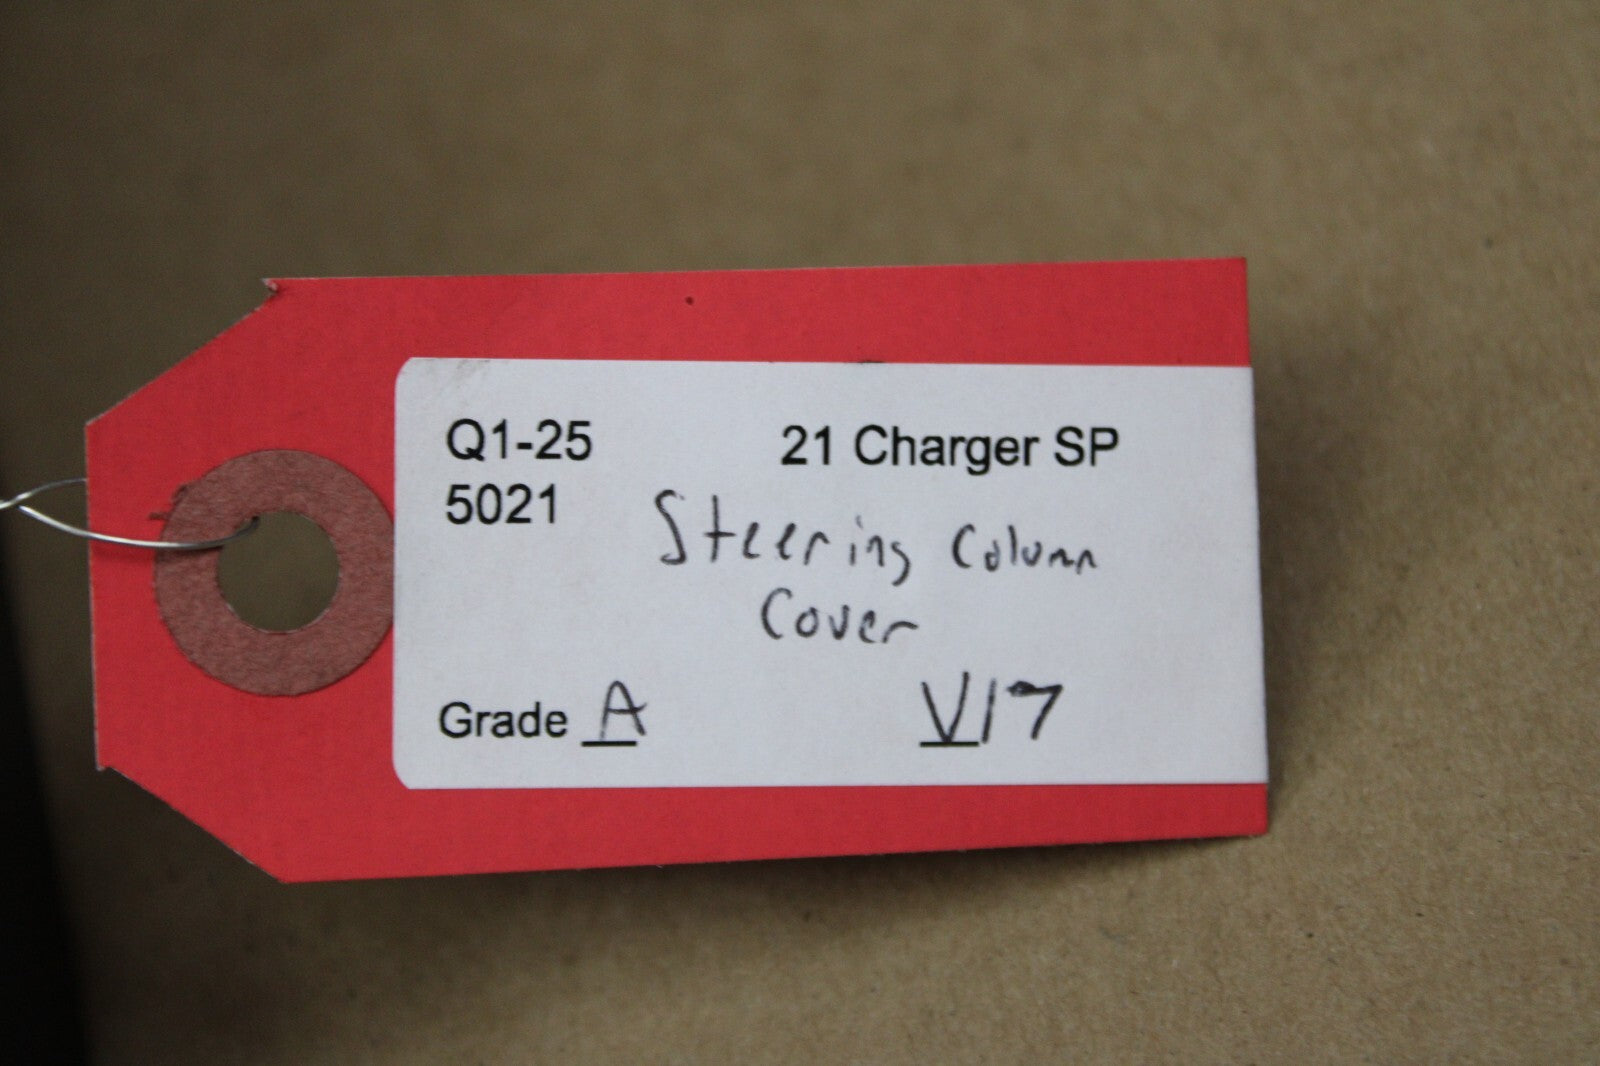 Q1-25 21 Charger SP
5021
Steering Column
Cover
Grade A V17